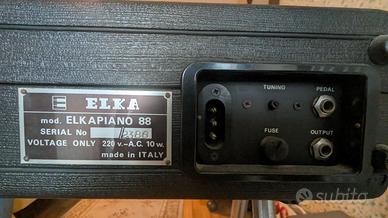 ELKA
mod. ELKAPIANO 88
SERIAL No
VOLTAGE ONLY 220 v.-A.C. 10 w.
made in ITALY
TUNING
PEDAL
FUSE
OUTPUT
subito